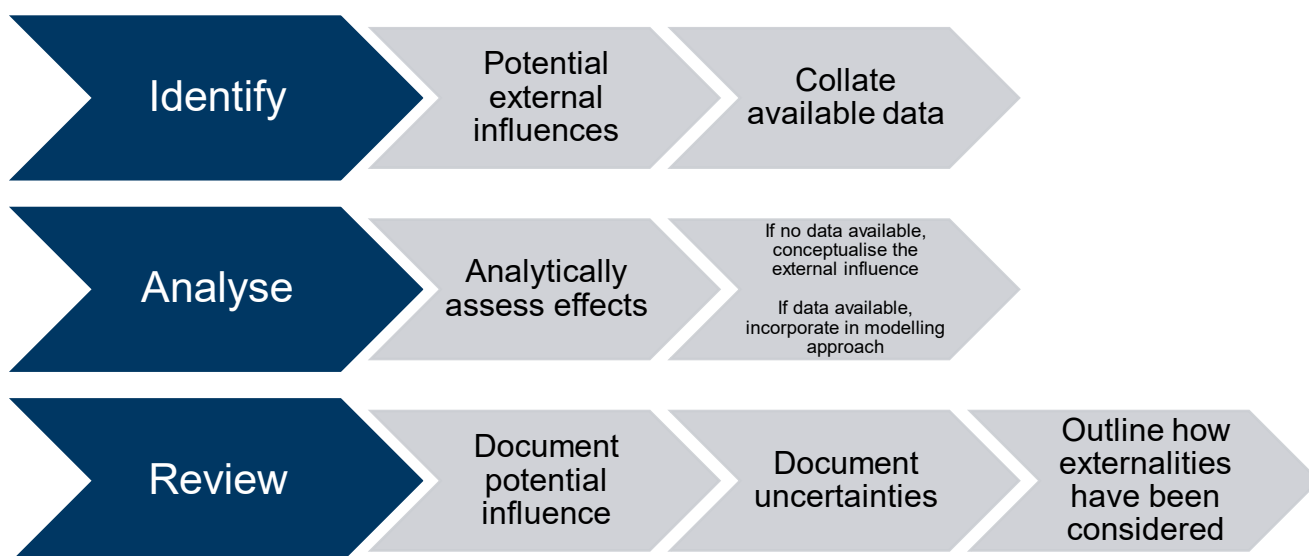 Identify
Potential
external
influences
Collate
available data
Analyse
Analytically
assess effects
If no data available,
conceptualise the
external influence
If data available,
incorporate in modelling
approach
Review
Document
potential
influence
Document
uncertainties
Outline how
externalities
have been
considered